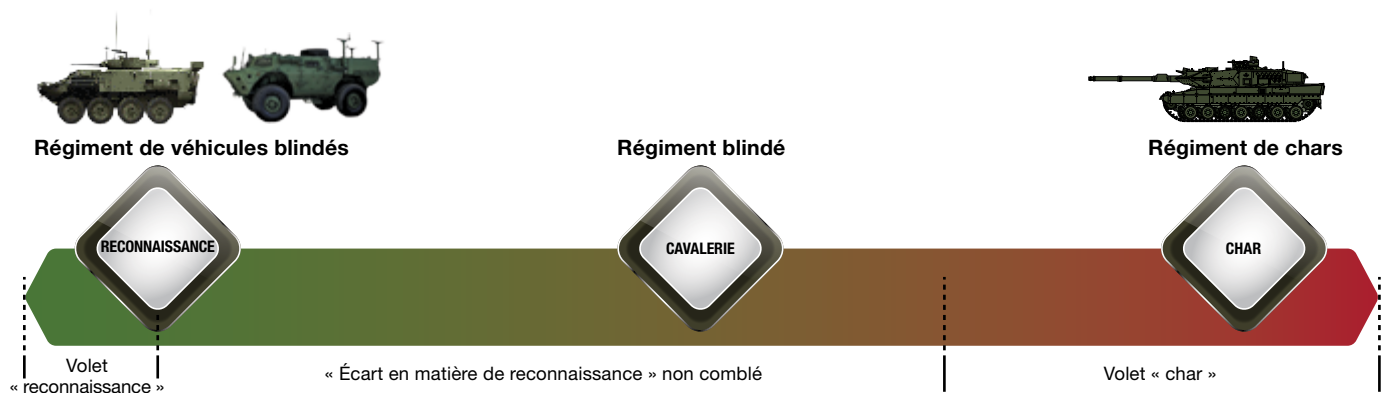 Régiment de véhicules blindés
Régiment blindé
Régiment de chars
RECONNAISSANCE
CAVALERIE
CHAR
Volet
« reconnaissance »
« Écart en matière de reconnaissance » non comblé
Volet « char »